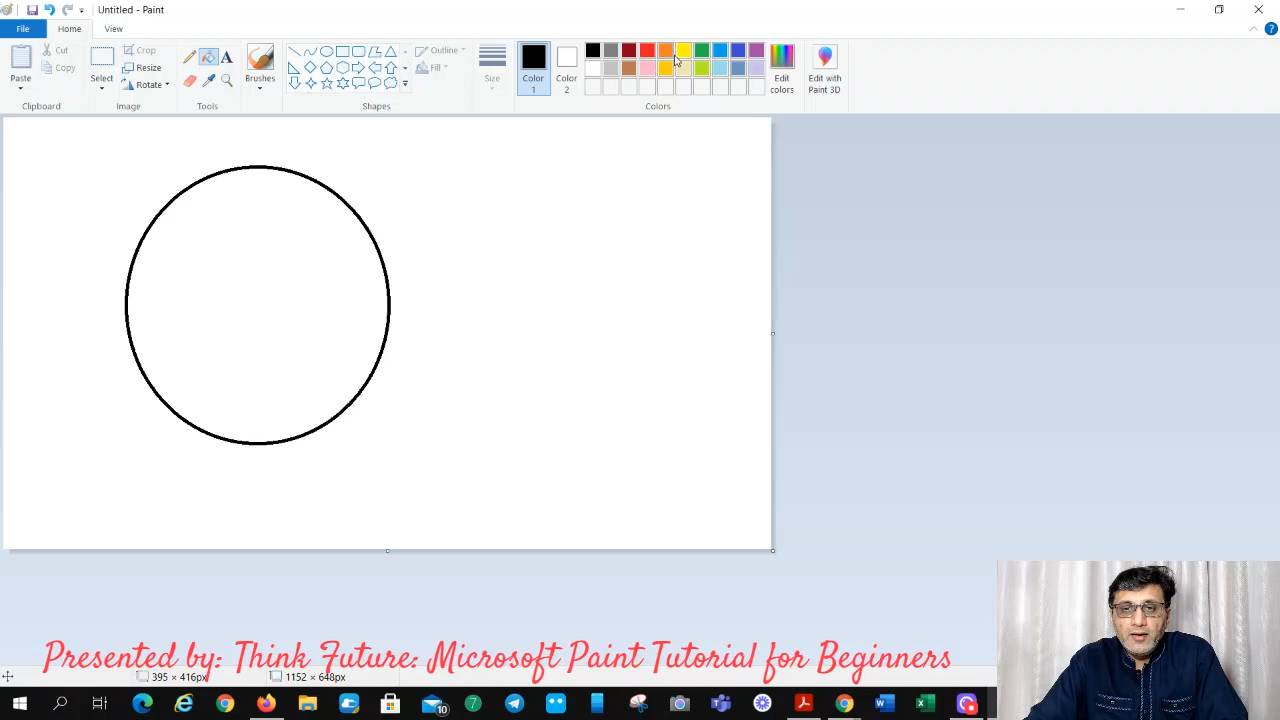 Untitled - Paint
File Home View
Paste
Cut
Copy
Clipboard
Select
Crop
Resize
Rotate
Image
Tools
Brushes
Outline
Fill
Shapes
Size
Color 1
Color 2
Colors
Edit colors
Edit with Paint 3D
Presented by: Think Future: Microsoft Paint Tutorial for Beginners
395 × 416px
1152 × 648px
10
7